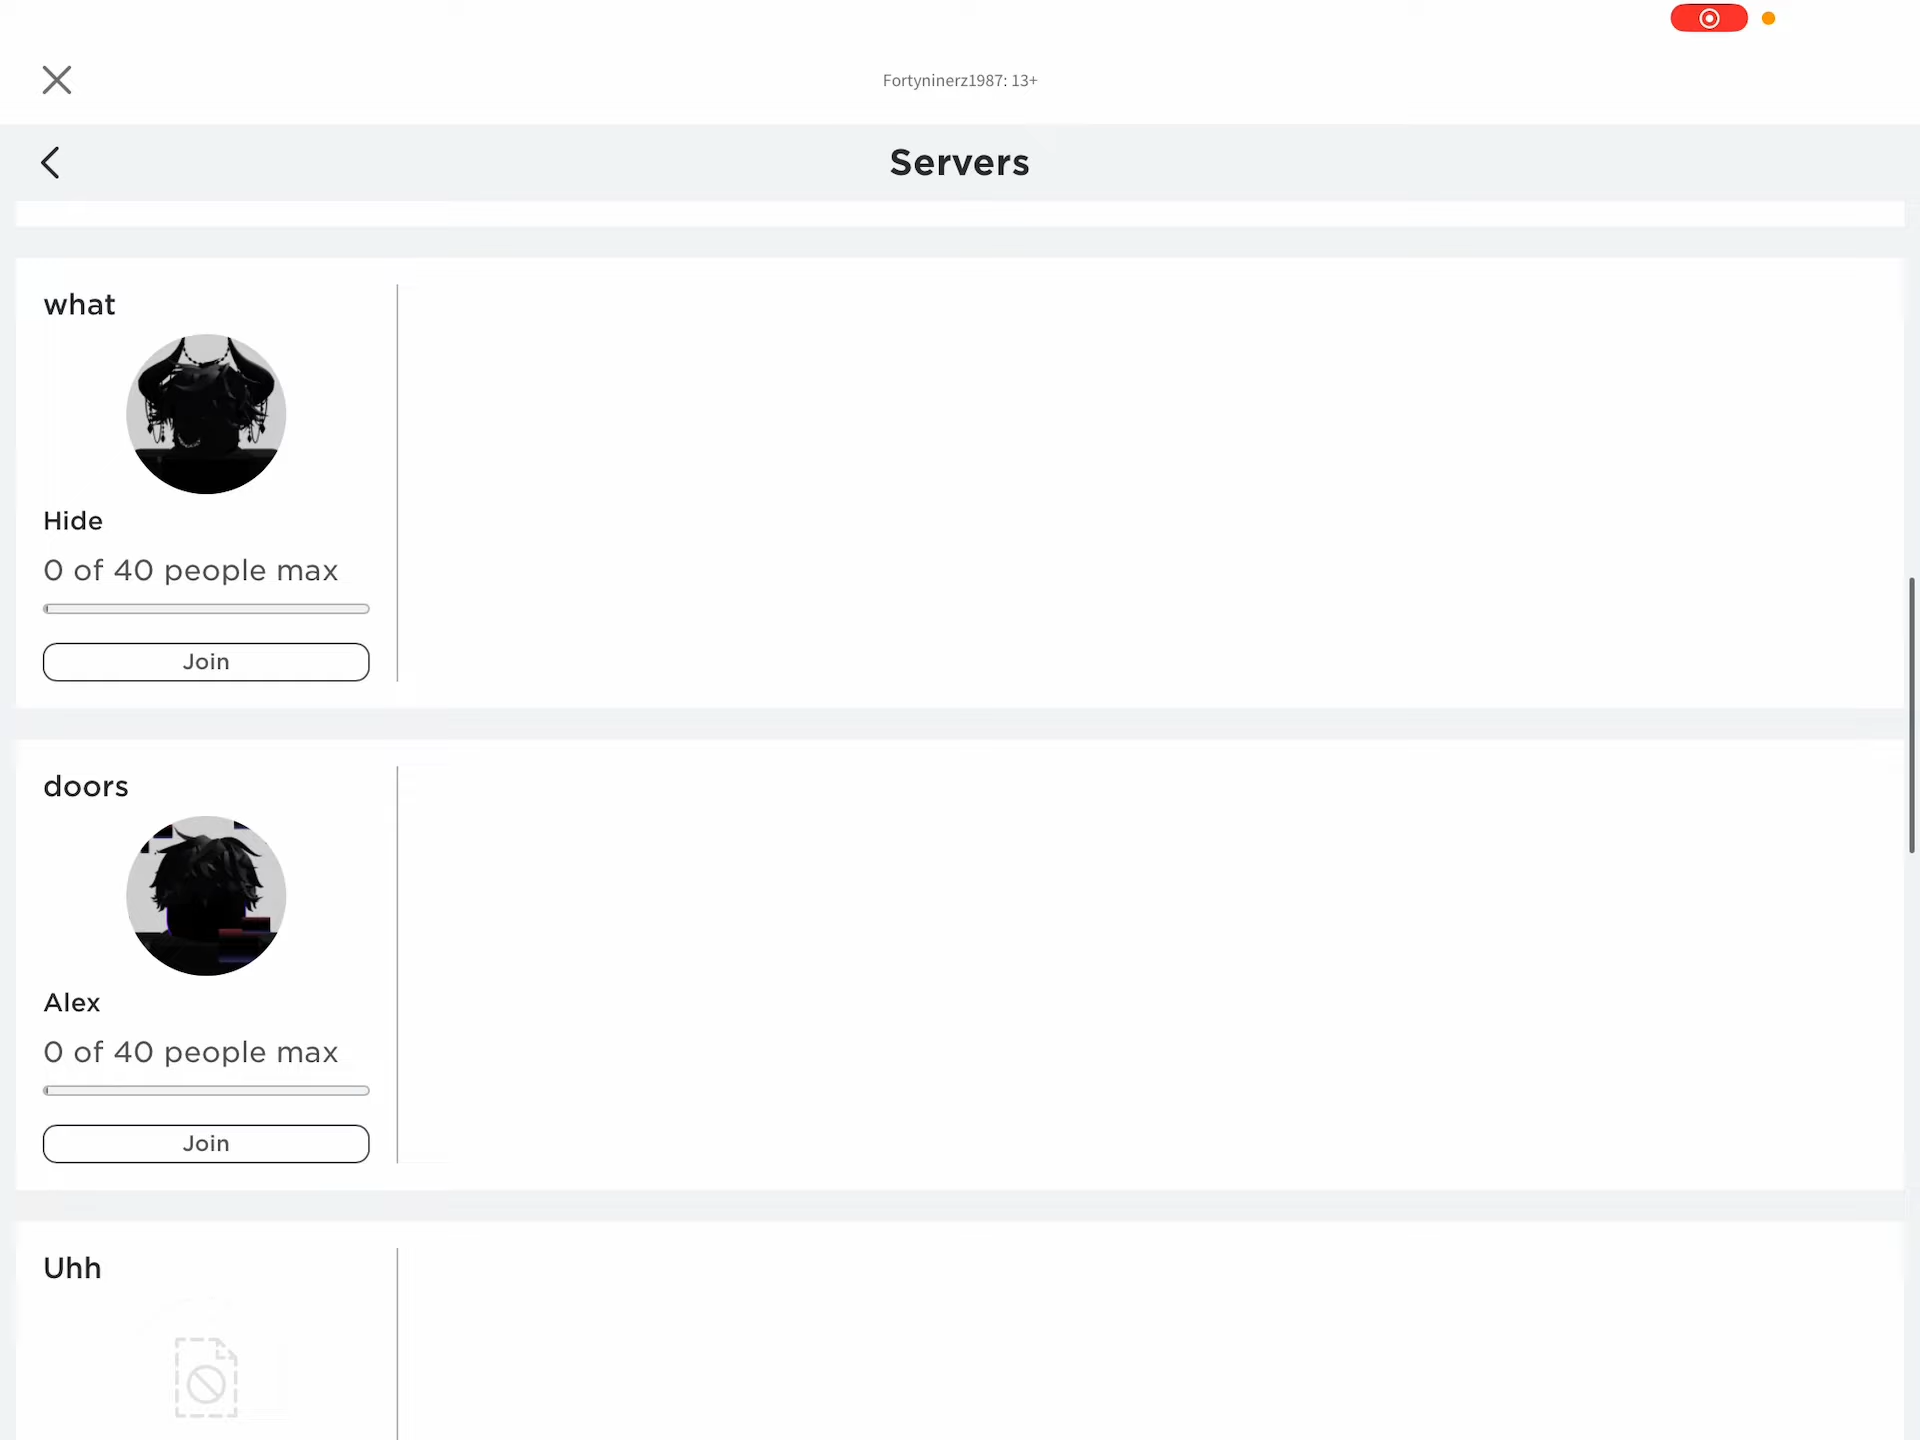 Fortyninerz1987: 13+
Servers
what
Hide
0 of 40 people max
Join
doors
Alex
0 of 40 people max
Join
Uhh